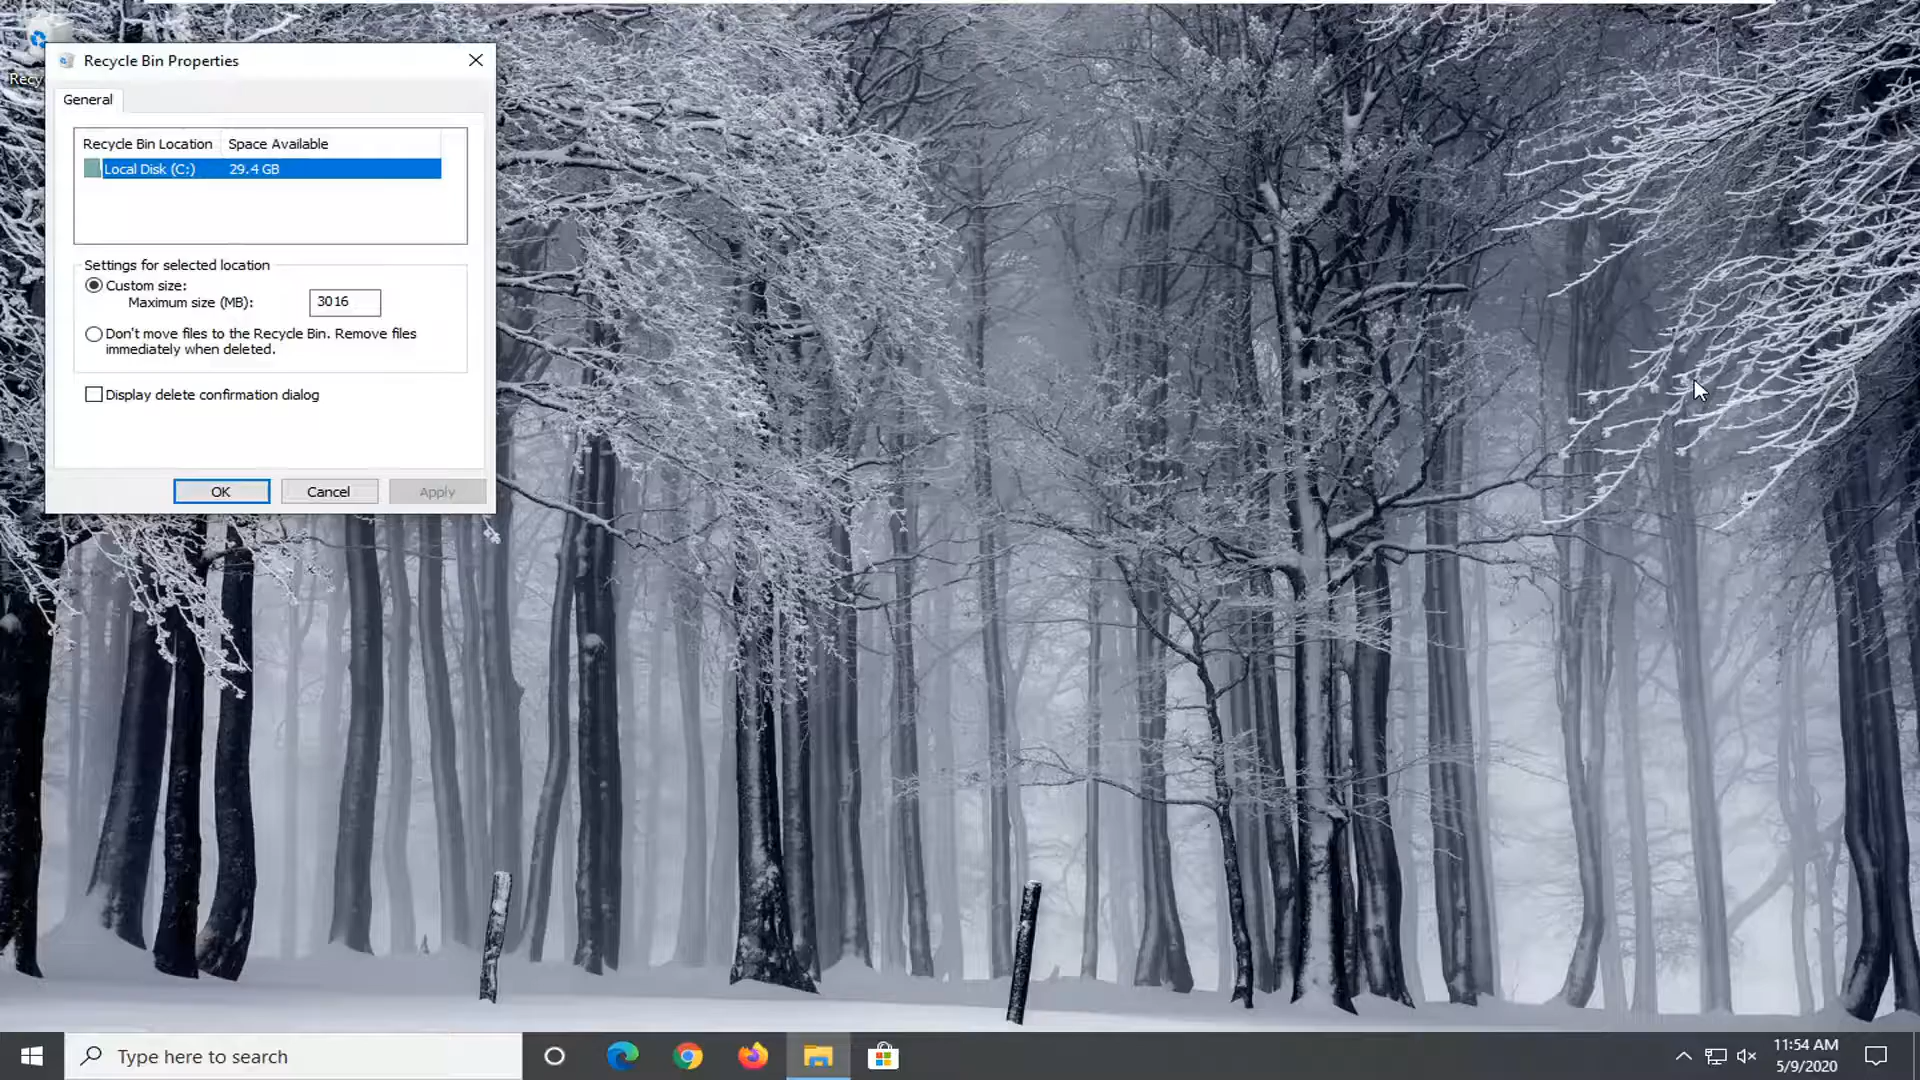 Recy
Recycle Bin Properties
General
Recycle Bin Location Space Available
Local Disk (C:) 29.4 GB
Settings for selected location
Custom size:
Maximum size (MB): 3016
Don't move files to the Recycle Bin. Remove files
immediately when deleted.
Display delete confirmation dialog
OK Cancel Apply
Type here to search
11:54 AM
5/9/2020